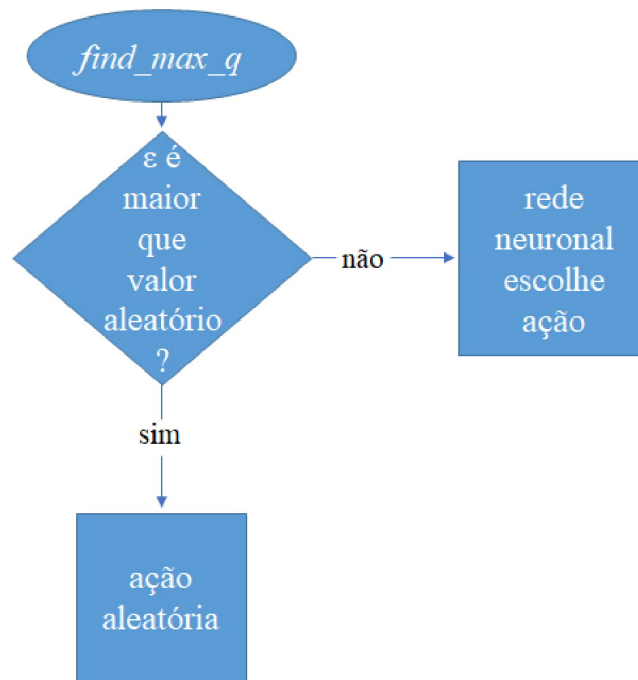 find_max_q
ε é
maior
que
valor
aleatório
?
não
rede
neuronal
escolhe
ação
sim
ação
aleatória